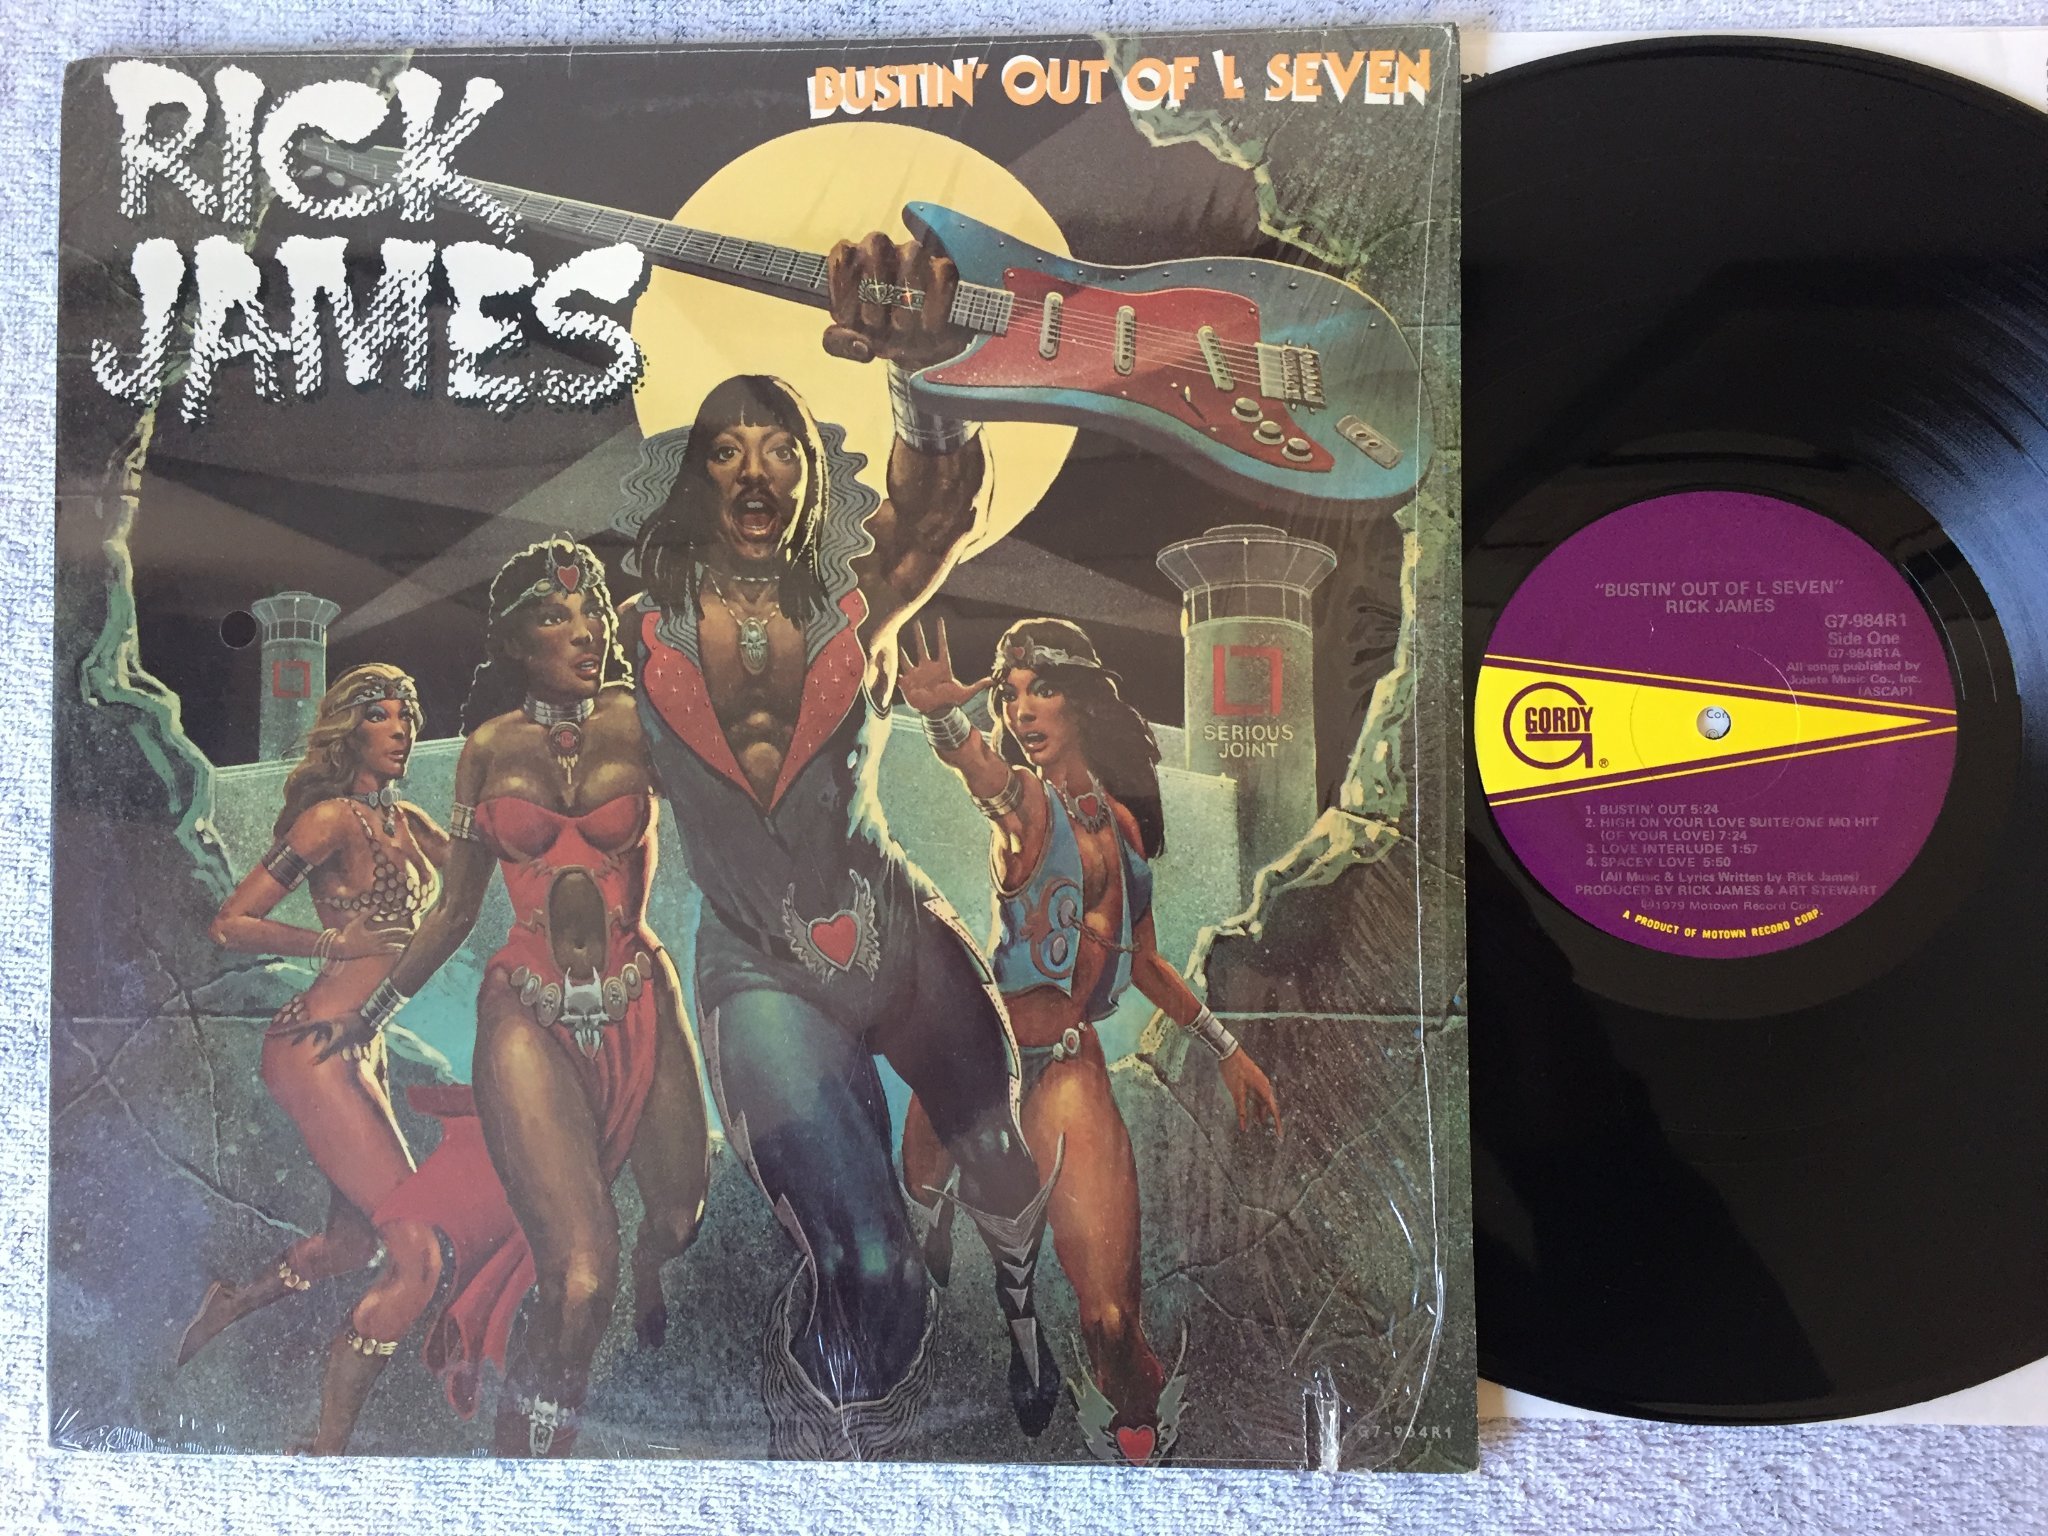 RICK
JAMES
BUSTIN' OUT OF L SEVEN
SERIOUS
JOINT
G7-984R1
"BUSTIN' OUT OF L SEVEN"
RICK JAMES
G7-984R1
Side One
G7-984R1A
All songs published by
Jobete Music Co., Inc.
(ASCAP)
GORDY
®
Cor
1. BUSTIN' OUT 5:24
2. HIGH ON YOUR LOVE SUITE/ONE MO HIT
(OF YOUR LOVE) 7:24
3. LOVE INTERLUDE 1:57
4. SPACEY LOVE 5:50
(All Music & Lyrics Written by Rick James)
PRODUCED BY RICK JAMES & ART STEWART
℗1979 Motown Record Corp.
A PRODUCT OF MOTOWN RECORD CORP.